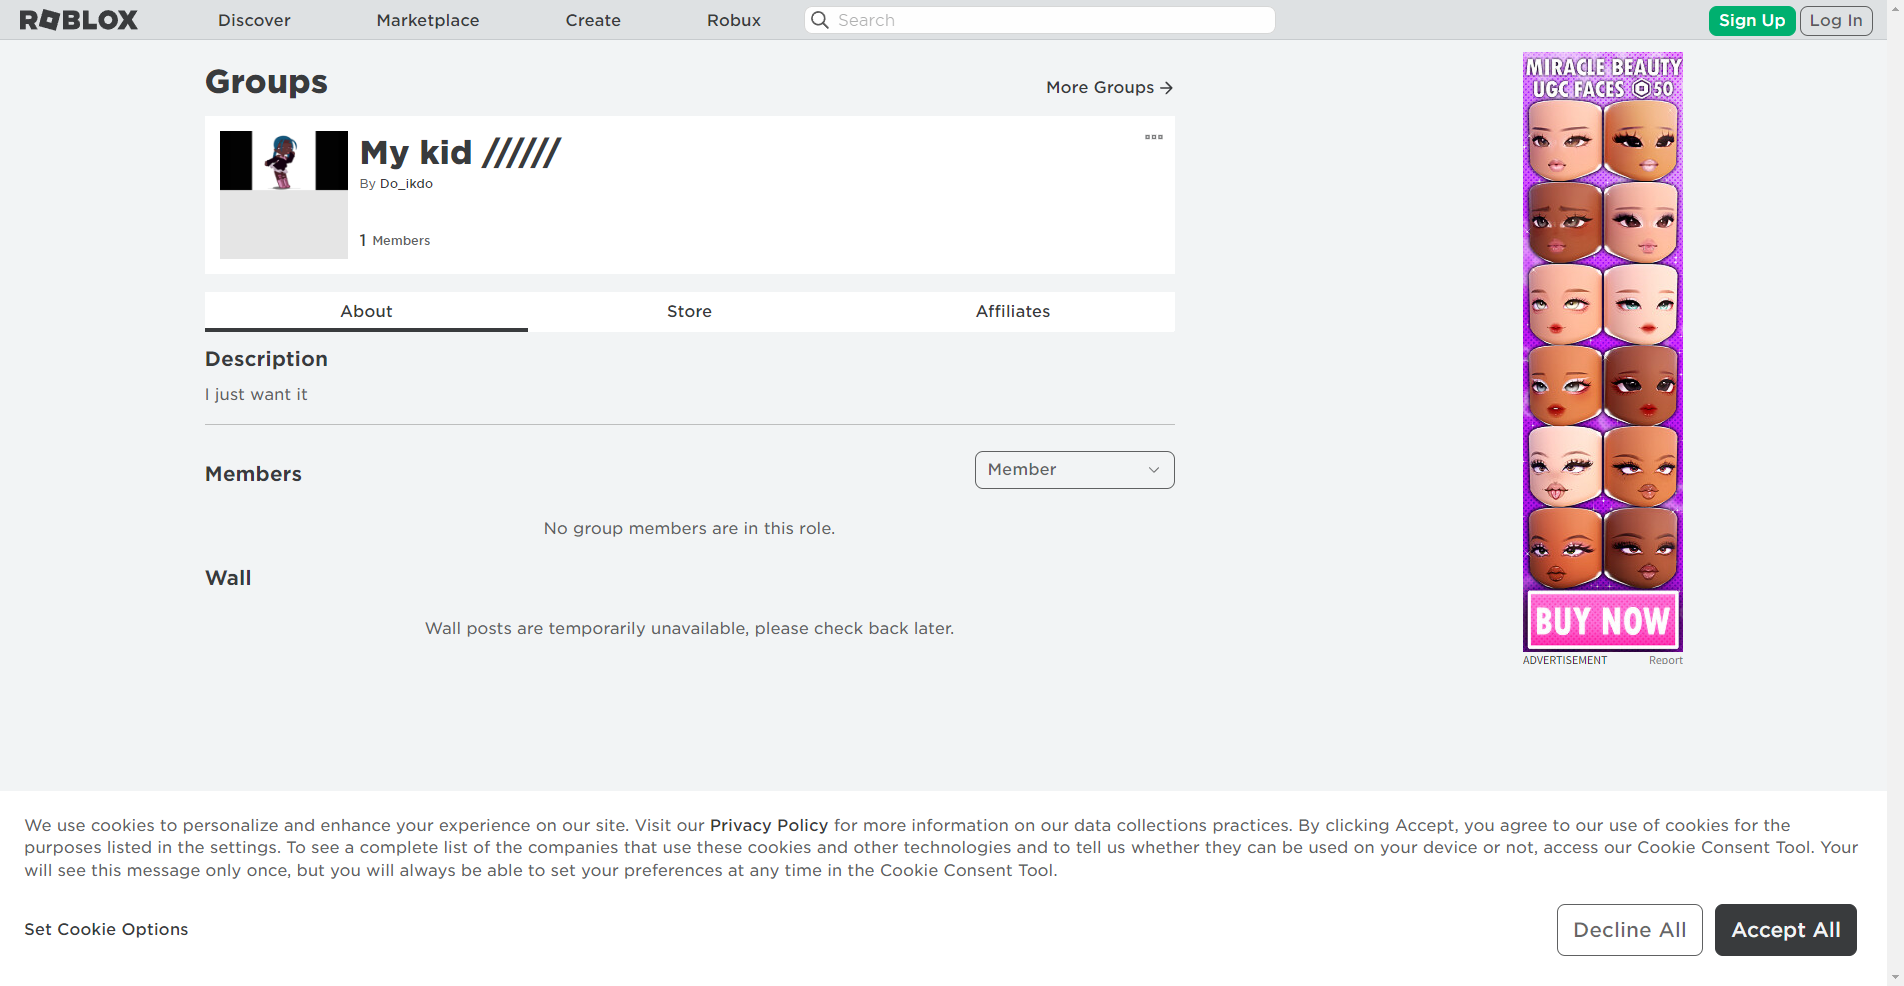 ROBLOX
Discover
Marketplace
Create
Robux
Search
Sign Up
Log In
Groups
More Groups
My kid //////
By Do_ikdo
1 Members
About
Store
Affiliates
Description
I just want it
Members
Member
No group members are in this role.
Wall
Wall posts are temporarily unavailable, please check back later.
MIRACLE BEAUTY
UGC FACES 50
BUY NOW
ADVERTISEMENT
Report
We use cookies to personalize and enhance your experience on our site. Visit our Privacy Policy for more information on our data collections practices. By clicking Accept, you agree to our use of cookies for the
purposes listed in the settings. To see a complete list of the companies that use these cookies and other technologies and to tell us whether they can be used on your device or not, access our Cookie Consent Tool. Your
will see this message only once, but you will always be able to set your preferences at any time in the Cookie Consent Tool.
Set Cookie Options
Decline All
Accept All